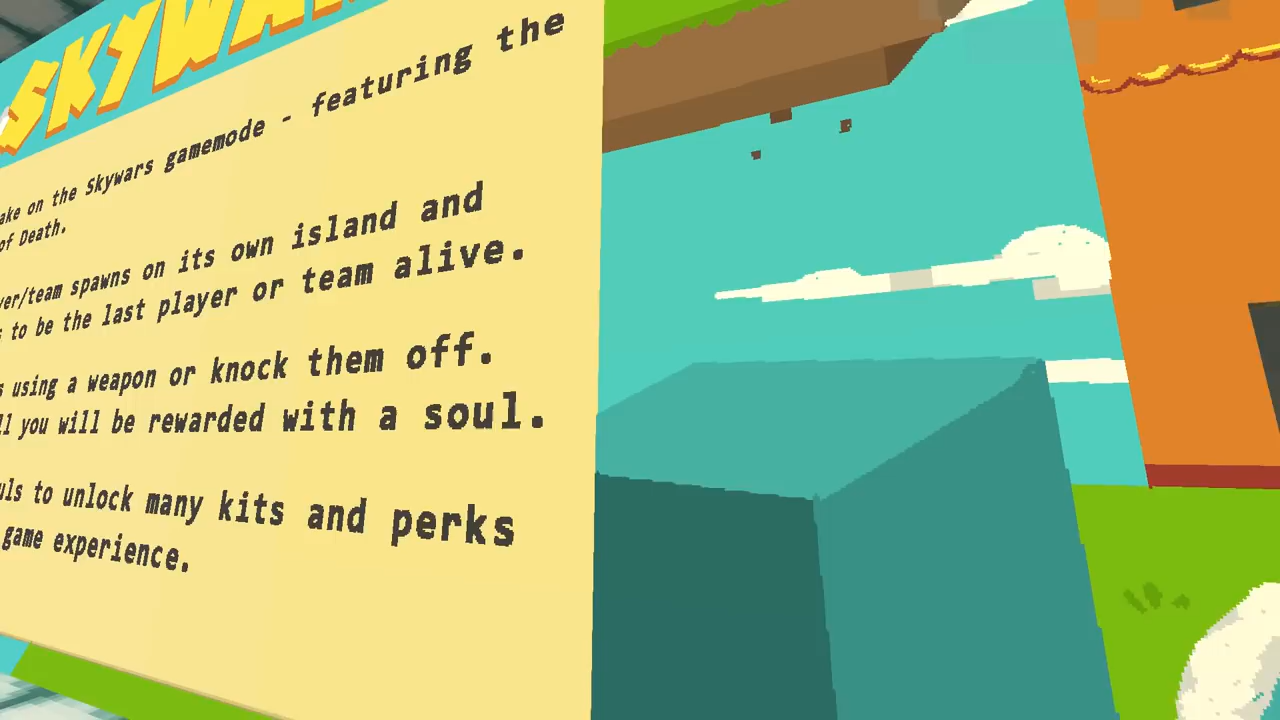 SKYWAR
ake on the Skywars gamemode - featuring the
of Death.
ver/team spawns on its own island and
s to be the last player or team alive.
s using a weapon or knock them off.
ll you will be rewarded with a soul.
uls to unlock many kits and perks
game experience.